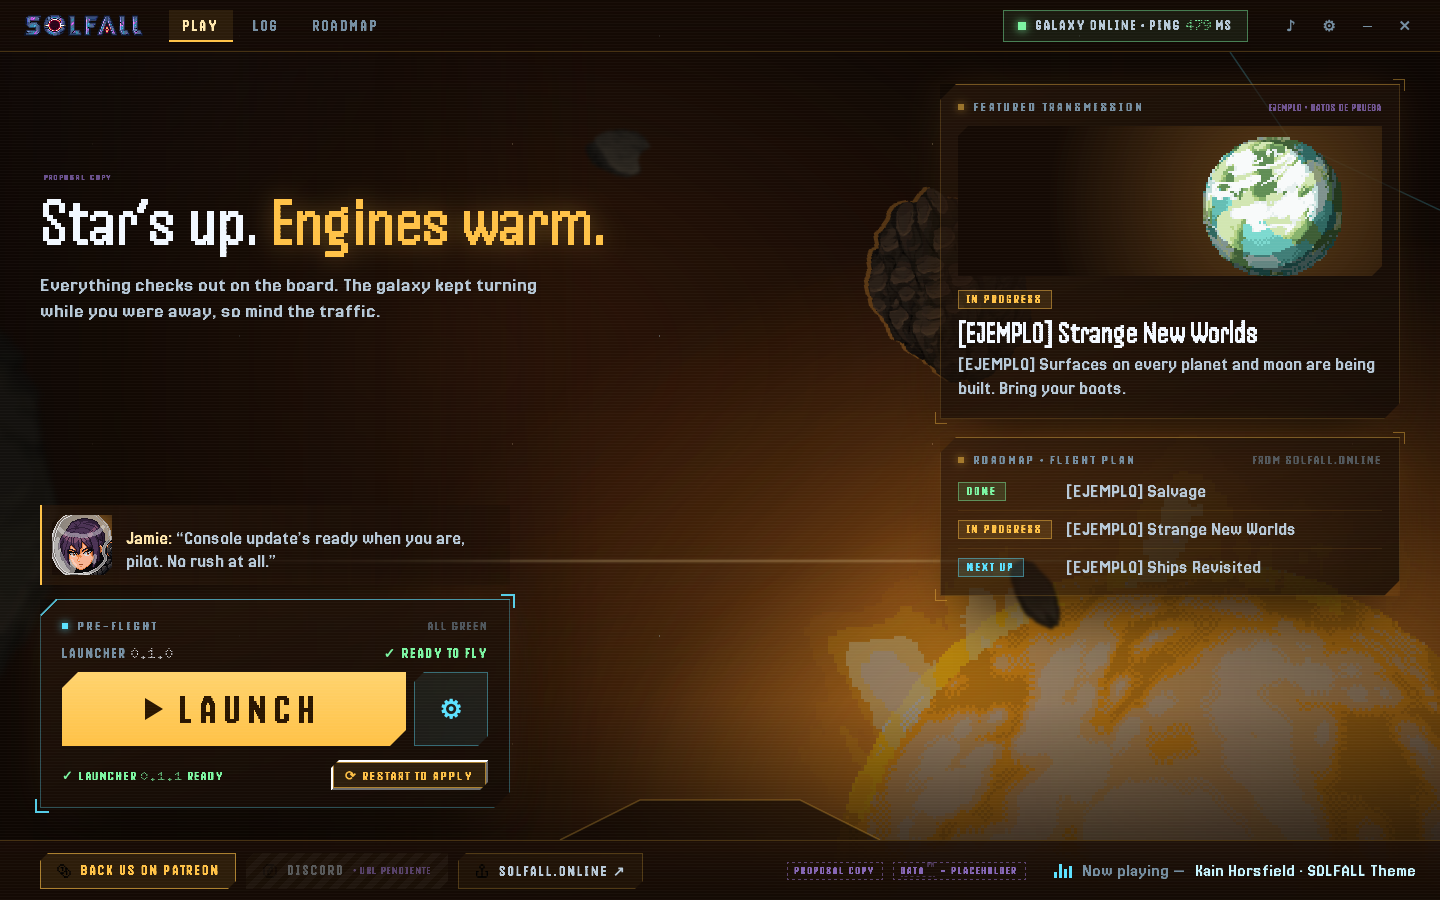 SOLFALL
PLAY
LOG
ROADMAP
GALAXY ONLINE · PING 479 MS
♪ ⚙ – ×
PROPOSAL COPY
Star's up. Engines warm.
Everything checks out on the board. The galaxy kept turning
while you were away, so mind the traffic.
Jamie: “Console update's ready when you are,
pilot. No rush at all.”
PRE-FLIGHT
ALL GREEN
LAUNCHER 0.1.0
✓ READY TO FLY
▶ LAUNCH
⚙
✓ LAUNCHER 0.1.1 READY
⟳ RESTART TO APPLY
FEATURED TRANSMISSION
EJEMPLO · DATOS DE PRUEBA
IN PROGRESS
[EJEMPLO] Strange New Worlds
[EJEMPLO] Surfaces on every planet and moon are being
built. Bring your boots.
ROADMAP · FLIGHT PLAN
FROM SOLFALL.ONLINE
DONE
[EJEMPLO] Salvage
IN PROGRESS
[EJEMPLO] Strange New Worlds
NEXT UP
[EJEMPLO] Ships Revisited
BACK US ON PATREON
DISCORD · URL PENDIENTE
SOLFALL.ONLINE ↗
PROPOSAL COPY
DATA - PLACEHOLDER
Now playing — Kain Horsfield · SOLFALL Theme